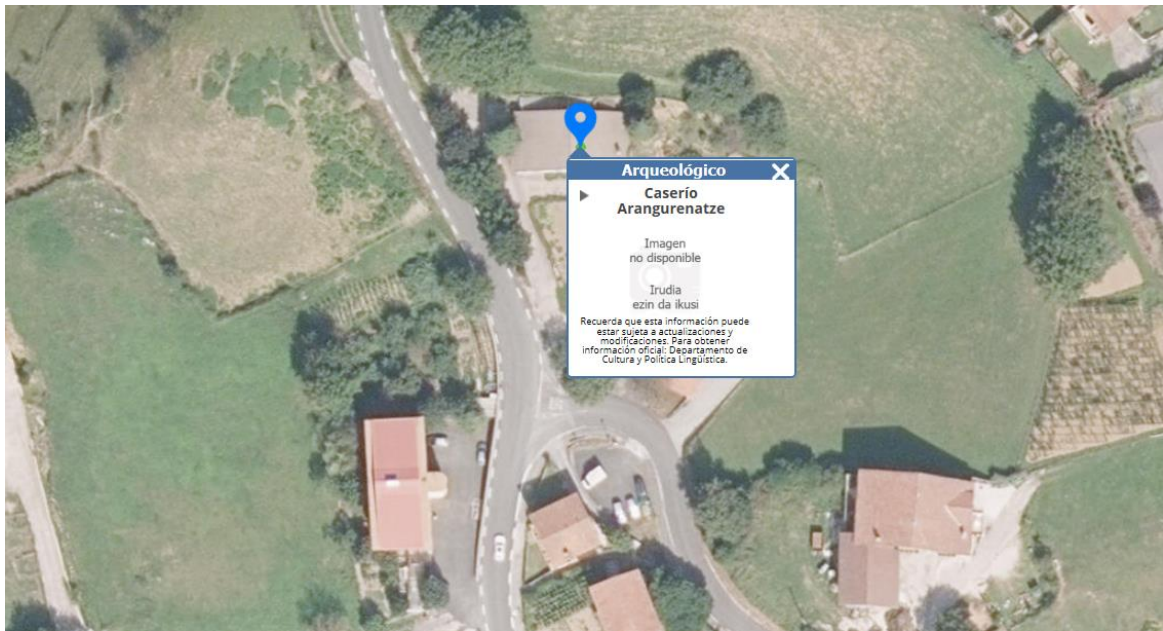 Arqueológico
Caserío
Arangurenatze
Imagen
no disponible
Irudia
ezin da ikusi
Recuerda que esta información puede
estar sujeta a actualizaciones y
modificaciones. Para obtener
información oficial: Departamento de
Cultura y Política Lingüística.